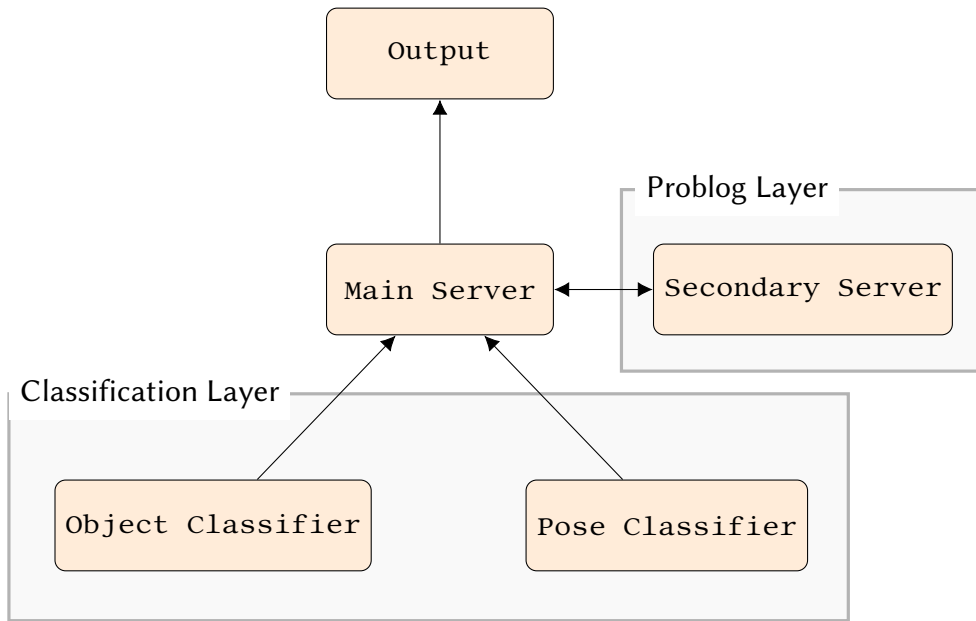 Output
Problog Layer
Main Server
Secondary Server
Classification Layer
Object Classifier
Pose Classifier